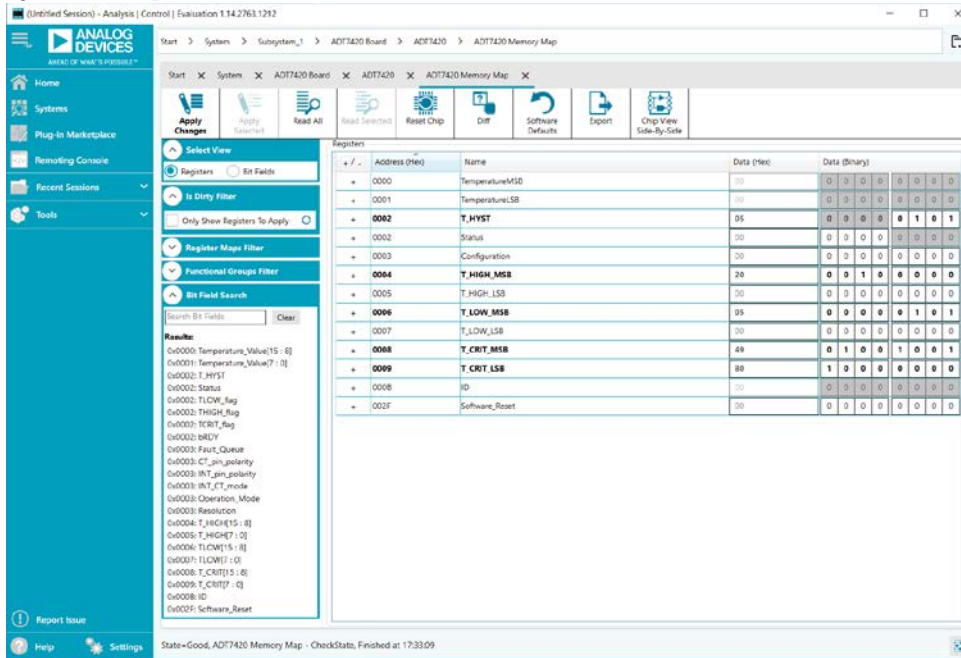 (Untitled Session) - Analysis | Control | Evaluation 1.14.2763.1212
ANALOG DEVICES
AHEAD OF WHAT'S POSSIBLE™
Start > System > Subsystem_1 > ADT7420 Board > ADT7420 > ADT7420 Memory Map
Start × System × ADT7420 Board × ADT7420 × ADT7420 Memory Map ×
Home
Systems
Plug-in Marketplace
Remoting Console
Recent Sessions
Tools
Report Issue
Help Settings
Apply Changes
Apply Selected
Read All
Read Selected
Reset Chip
Diff
Software Defaults
Export
Chip View Side-By-Side
Select View
Registers Bit Fields
Is Dirty Filter
Only Show Registers To Apply
Register Maps Filter
Functional Groups Filter
Bit Field Search
Search Bit Fields Clear
Results:
0x0000: Temperature_Value[15 : 8]
0x0001: Temperature_Value[7 : 0]
0x0002: T_HYST
0x0002: Status
0x0002: TLOW_flag
0x0002: THIGH_flag
0x0002: TCRIT_flag
0x0002: bRDY
0x0003: Fault_Queue
0x0003: CT_pin_polarity
0x0003: INT_pin_polarity
0x0003: INT_CT_mode
0x0003: Operation_Mode
0x0003: Resolution
0x0004: T_HIGH[15 : 8]
0x0005: T_HIGH[7 : 0]
0x0006: TLOW[15 : 8]
0x0007: TLOW[7 : 0]
0x0008: T_CRIT[15 : 8]
0x0009: T_CRIT[7 : 0]
0x000B: ID
0x002F: Software_Reset
Registers
+ / - Address (Hex) Name Data (Hex) Data (Binary)
+ 0000 TemperatureMSB 00 0 0 0 0 0 0 0 0
+ 0001 TemperatureLSB 00 0 0 0 0 0 0 0 0
+ 0002 T_HYST 05 0 0 0 0 0 1 0 1
+ 0002 Status 00 0 0 0 0 0 0 0 0
+ 0003 Configuration 00 0 0 0 0 0 0 0 0
+ 0004 T_HIGH_MSB 20 0 0 1 0 0 0 0 0
+ 0005 T_HIGH_LSB 00 0 0 0 0 0 0 0 0
+ 0006 T_LOW_MSB 05 0 0 0 0 0 1 0 1
+ 0007 T_LOW_LSB 00 0 0 0 0 0 0 0 0
+ 0008 T_CRIT_MSB 49 0 1 0 0 1 0 0 1
+ 0009 T_CRIT_LSB 80 1 0 0 0 0 0 0 0
+ 000B ID 00 0 0 0 0 0 0 0 0
+ 002F Software_Reset 00 0 0 0 0 0 0 0 0
State=Good, ADT7420 Memory Map - CheckState, Finished at 17:33:09